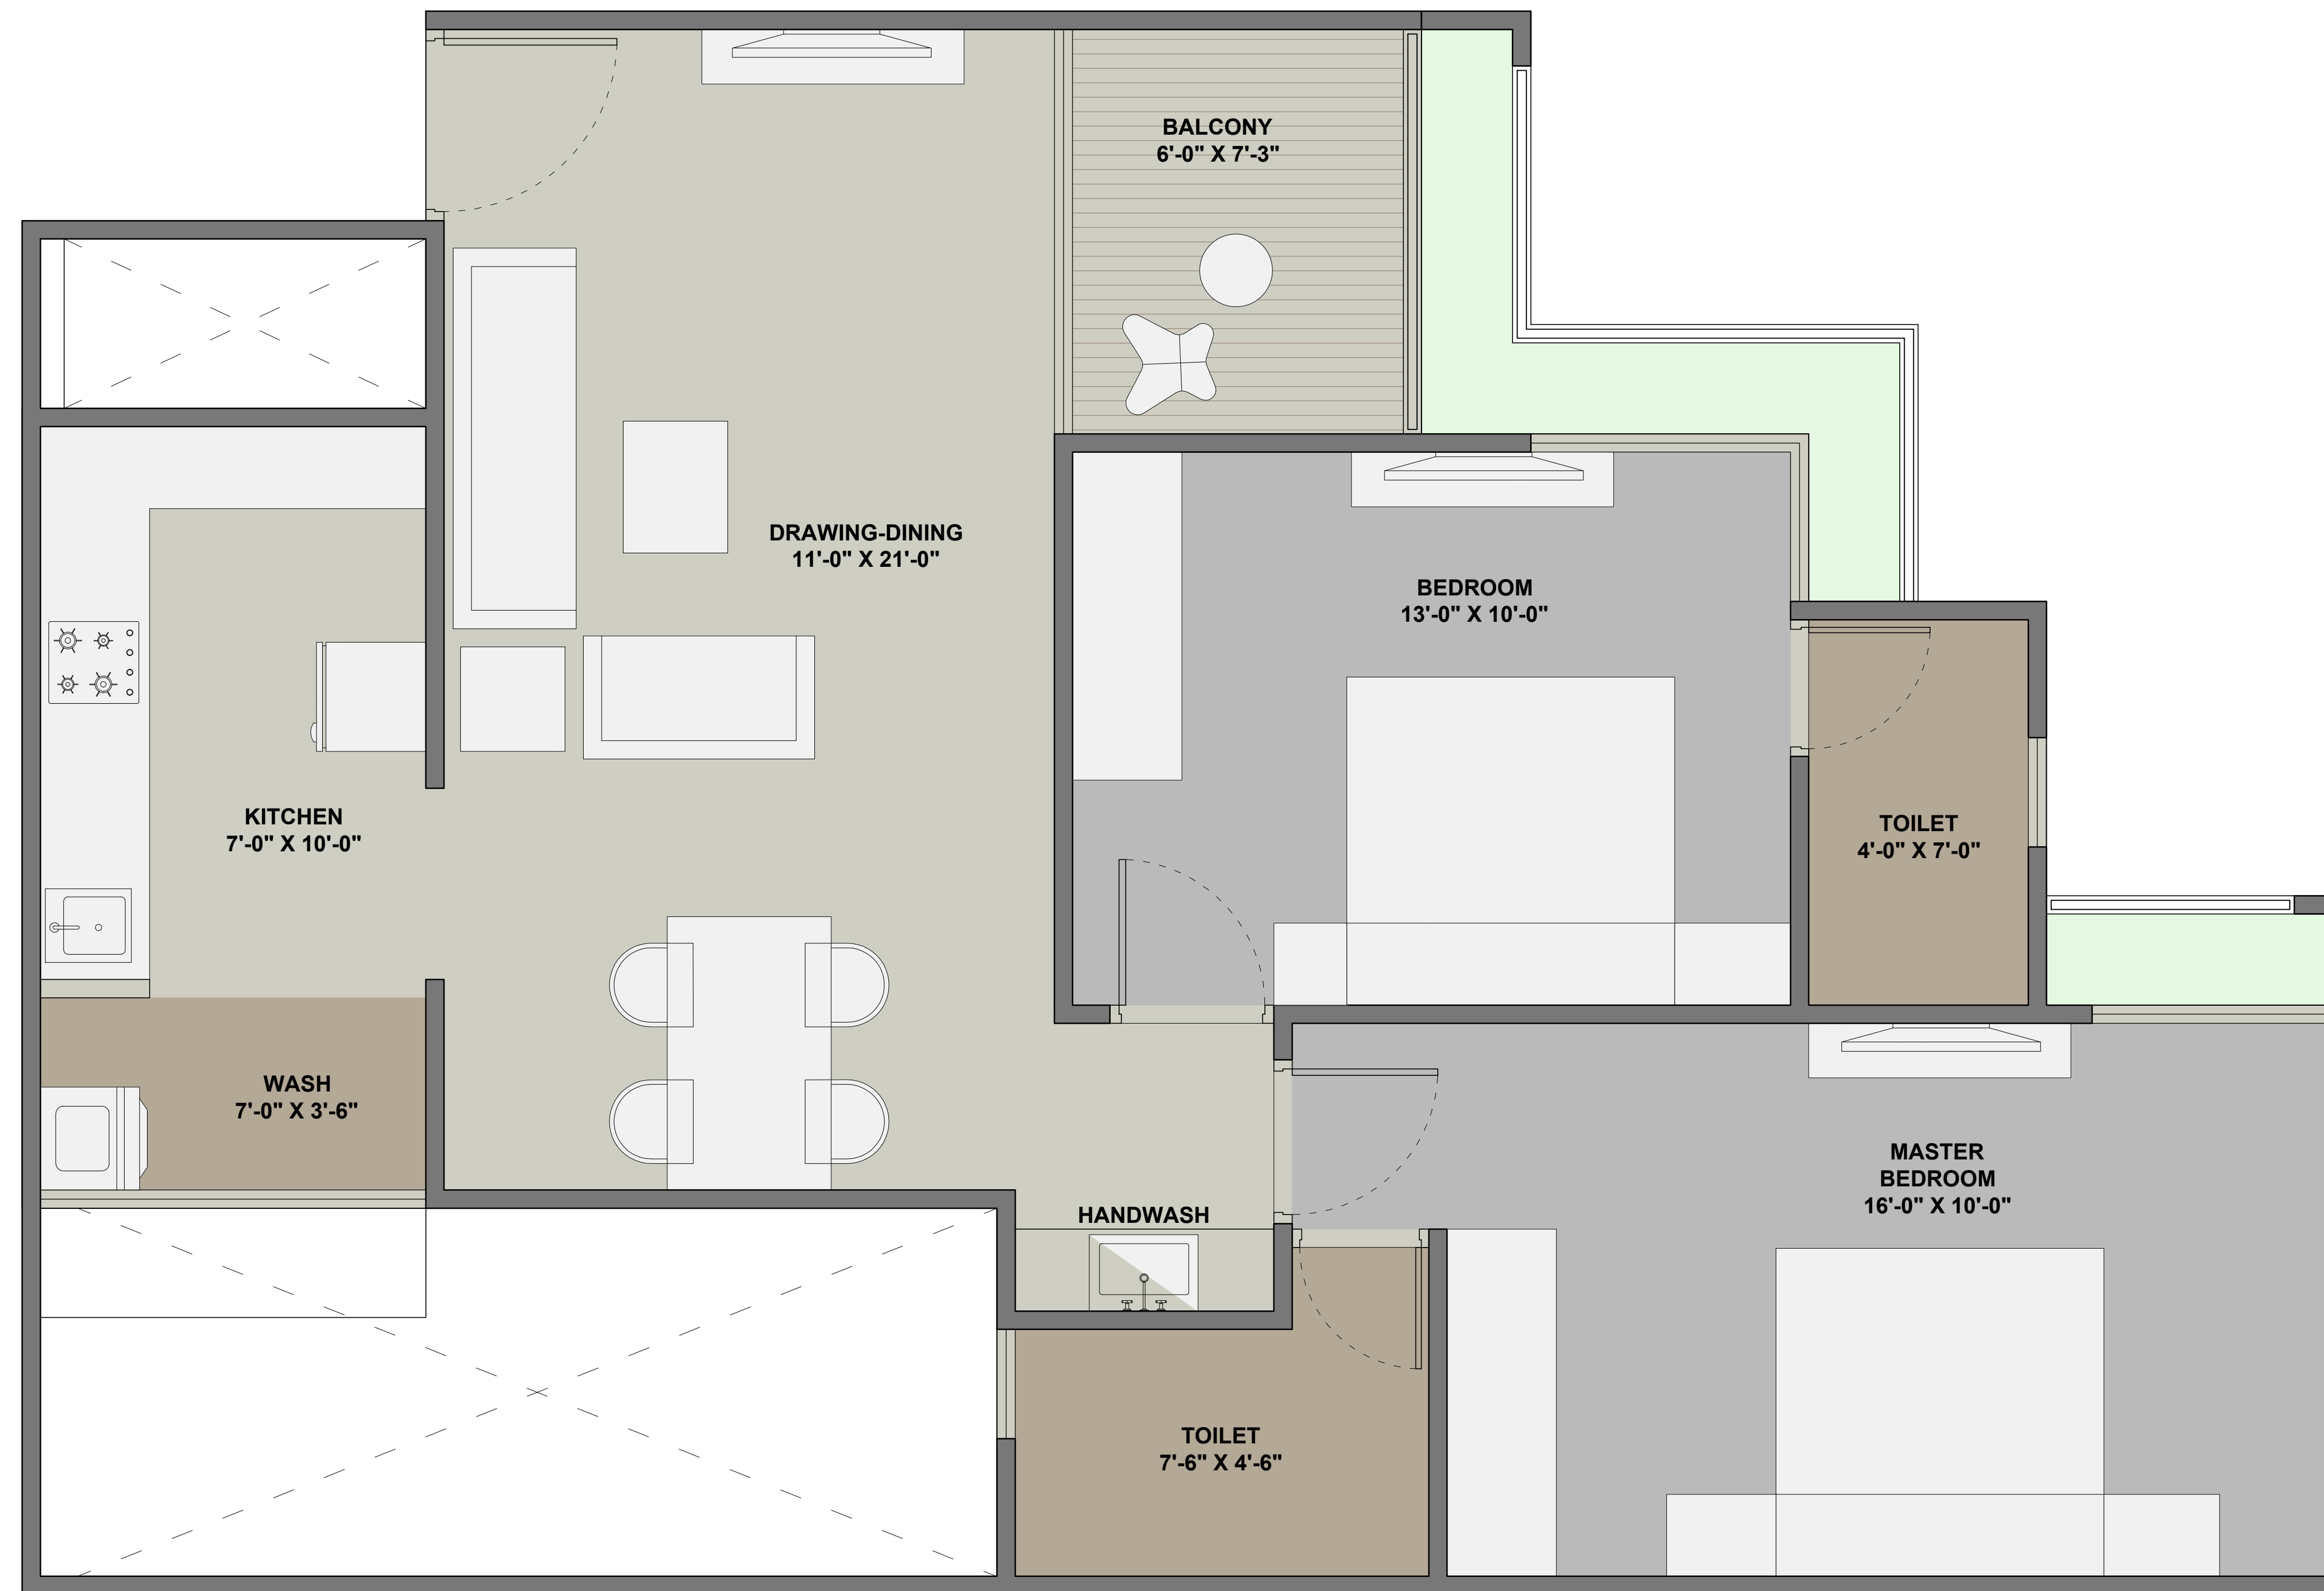 BALCONY
6'-0" X 7'-3"
DRAWING-DINING
11'-0" X 21'-0"
BEDROOM
13'-0" X 10'-0"
KITCHEN
7'-0" X 10'-0"
TOILET
4'-0" X 7'-0"
WASH
7'-0" X 3'-6"
MASTER
BEDROOM
16'-0" X 10'-0"
HANDWASH
TOILET
7'-6" X 4'-6"